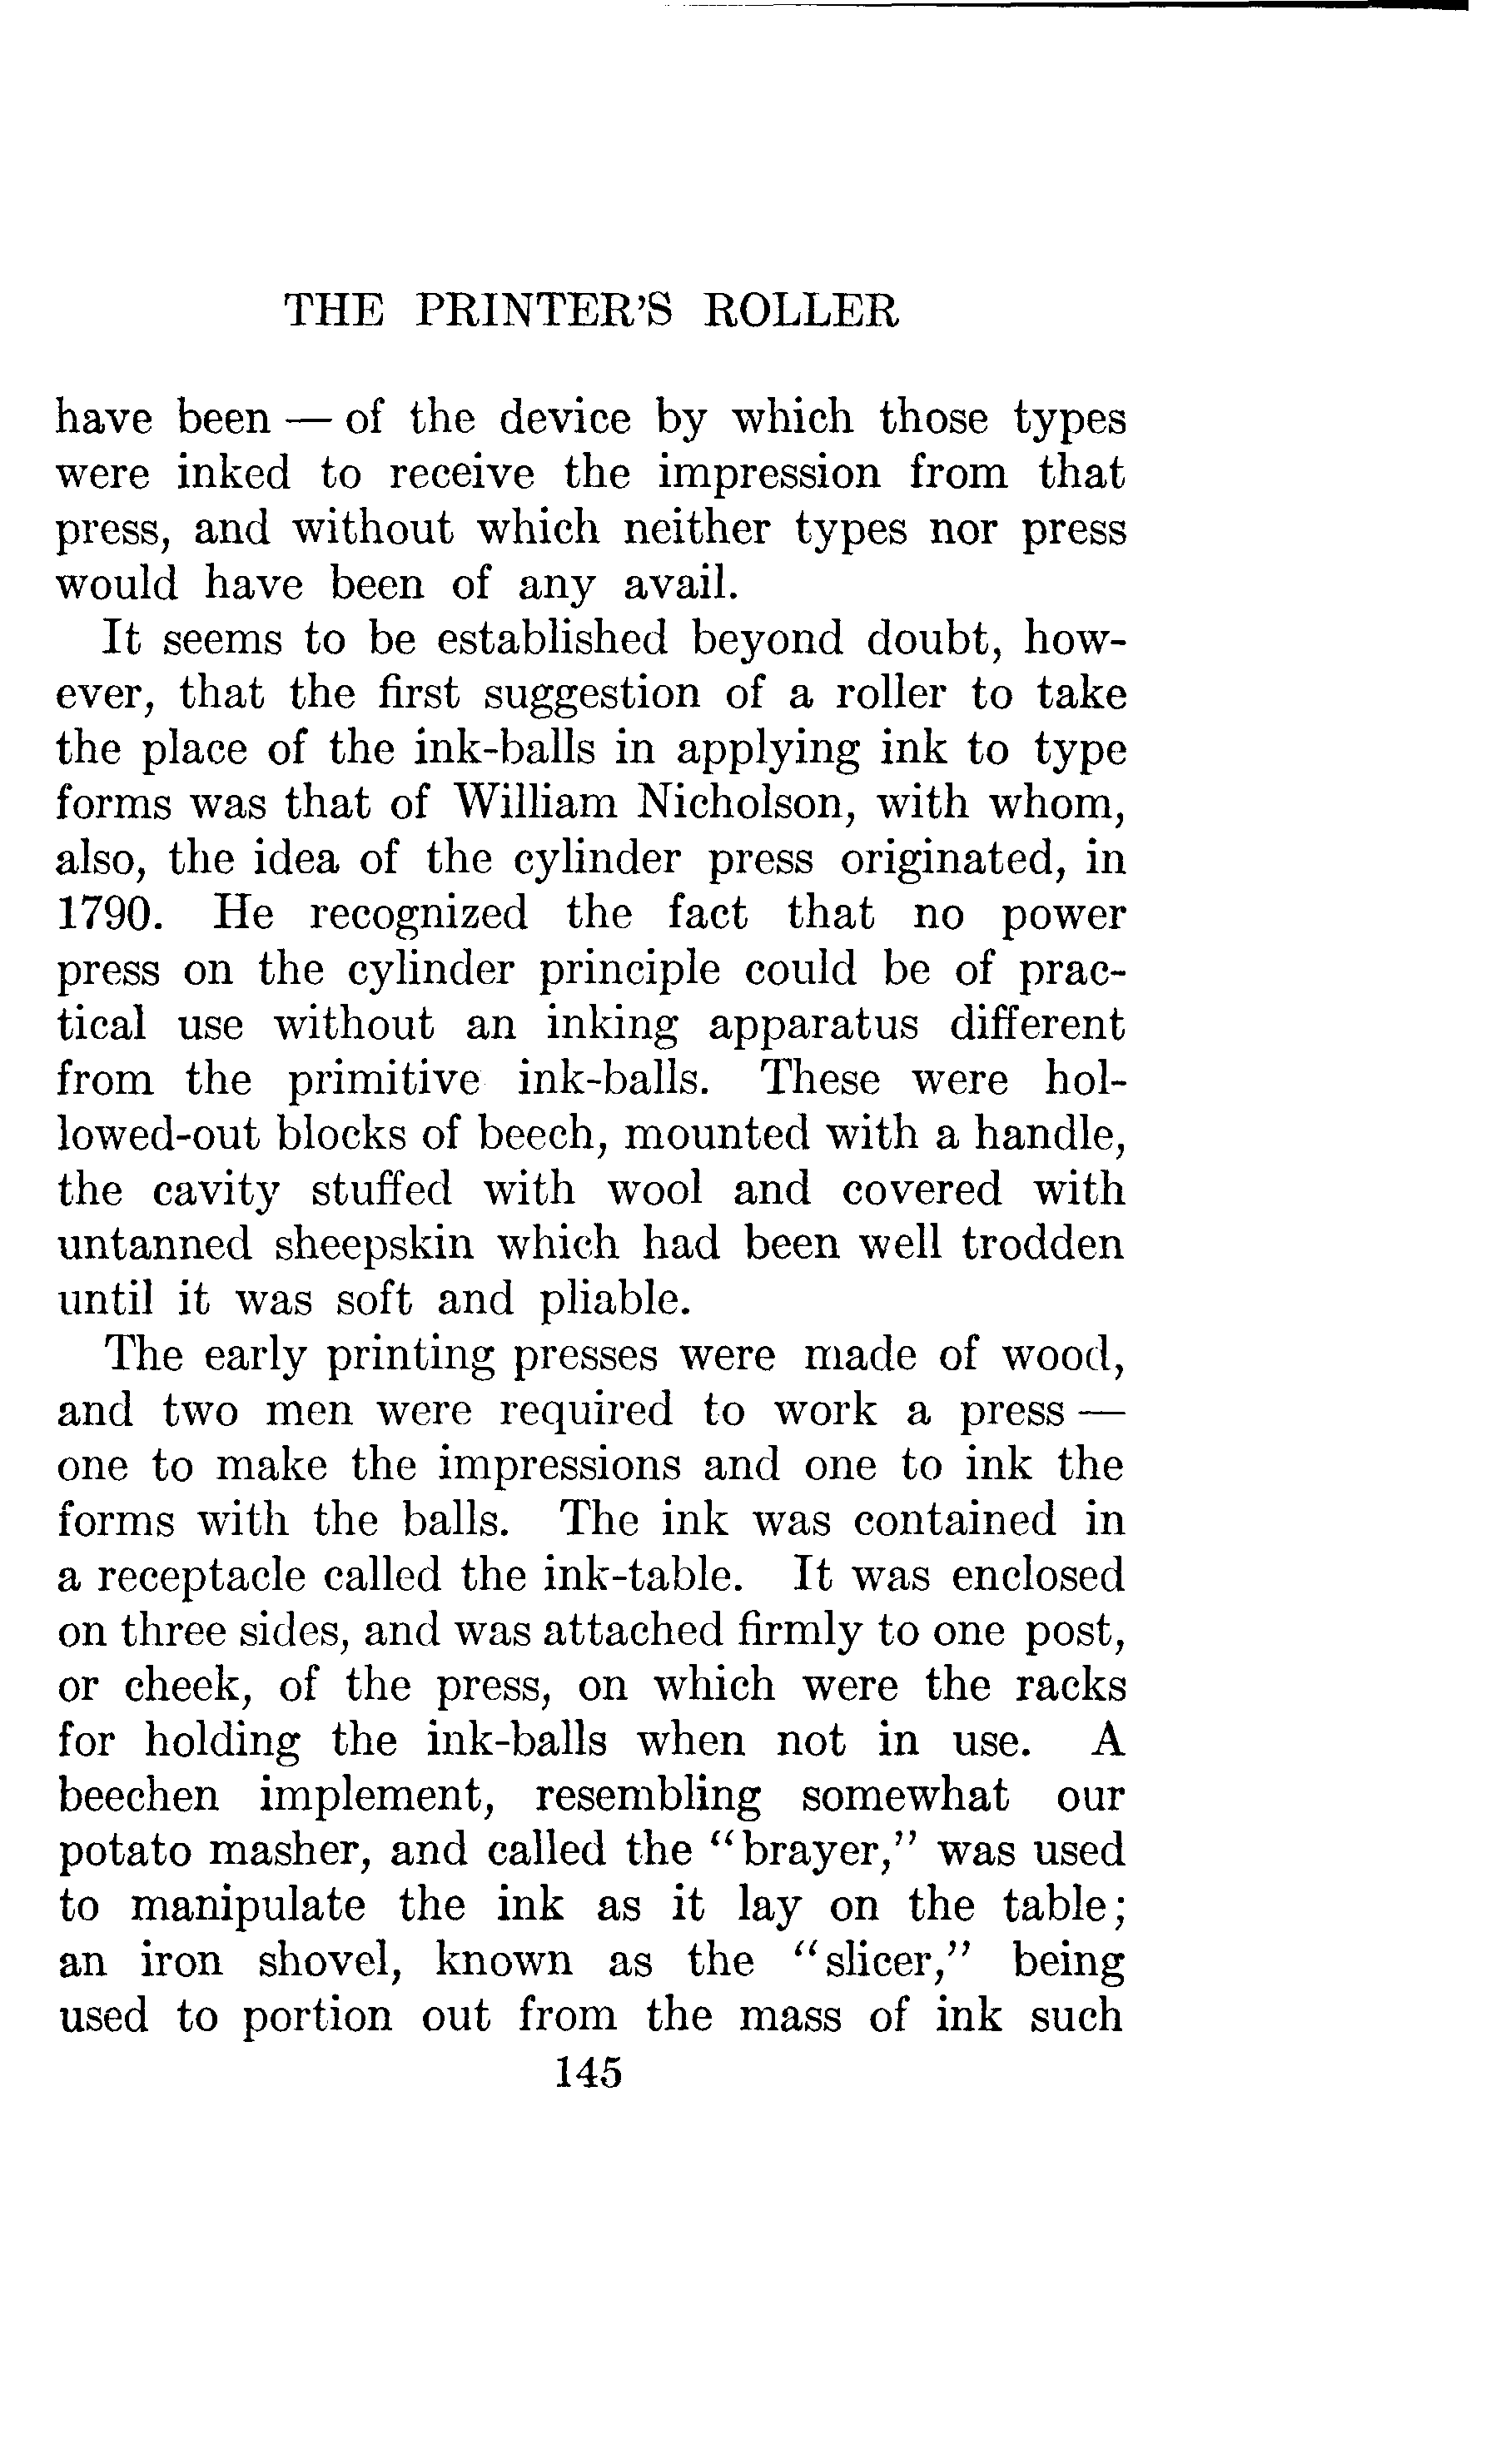 THE PRINTER'S ROLLER
have been — of the device by which those types
were inked to receive the impression from that
press, and without which neither types nor press
would have been of any avail.
It seems to be established beyond doubt, how-
ever, that the first suggestion of a roller to take
the place of the ink-balls in applying ink to type
forms was that of William Nicholson, with whom,
also, the idea of the cylinder press originated, in
1790. He recognized the fact that no power
press on the cylinder principle could be of prac-
tical use without an inking apparatus different
from the primitive ink-balls. These were hol-
lowed-out blocks of beech, mounted with a handle,
the cavity stuffed with wool and covered with
untanned sheepskin which had been well trodden
until it was soft and pliable.
The early printing presses were made of wood,
and two men were required to work a press —
one to make the impressions and one to ink the
forms with the balls. The ink was contained in
a receptacle called the ink-table. It was enclosed
on three sides, and was attached firmly to one post,
or cheek, of the press, on which were the racks
for holding the ink-balls when not in use. A
beechen implement, resembling somewhat our
potato masher, and called the "brayer," was used
to manipulate the ink as it lay on the table;
an iron shovel, known as the "slicer," being
used to portion out from the mass of ink such
145